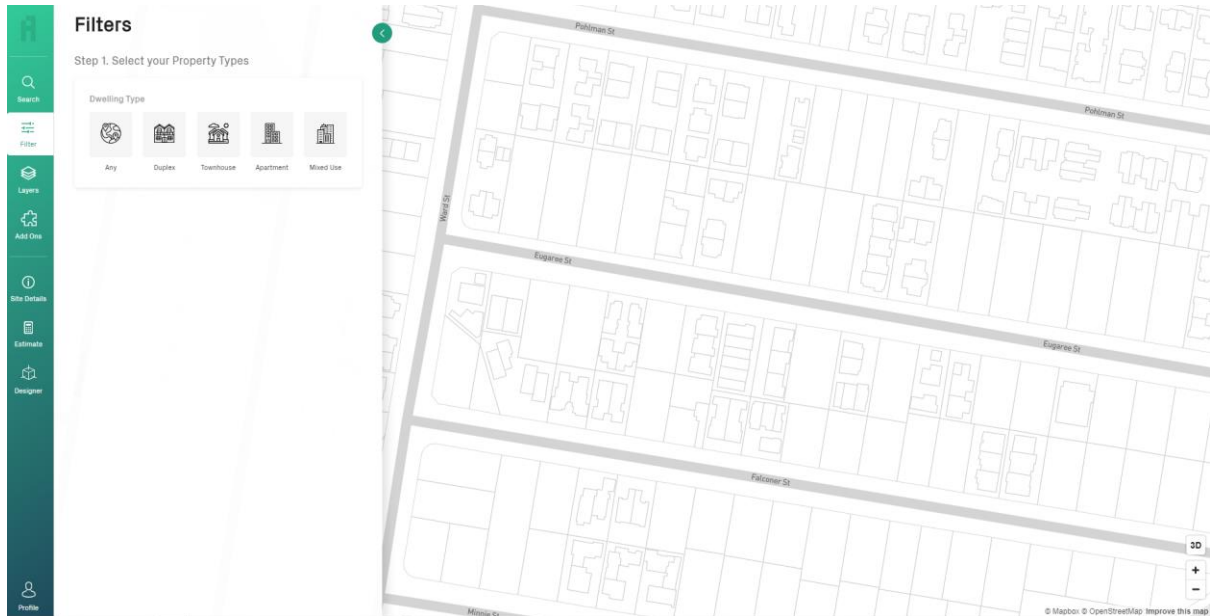 Search
Filter
Layers
Add Ons
Site Details
Estimate
Designer
Profile
Filters
Step 1. Select your Property Types
Dwelling Type
Any
Duplex
Townhouse
Apartment
Mixed Use
Pohlman St
Pohlman St
Ward St
Eugaree St
Eugaree St
Falconer St
Minnie St
3D
+
−
© Mapbox © OpenStreetMap Improve this map